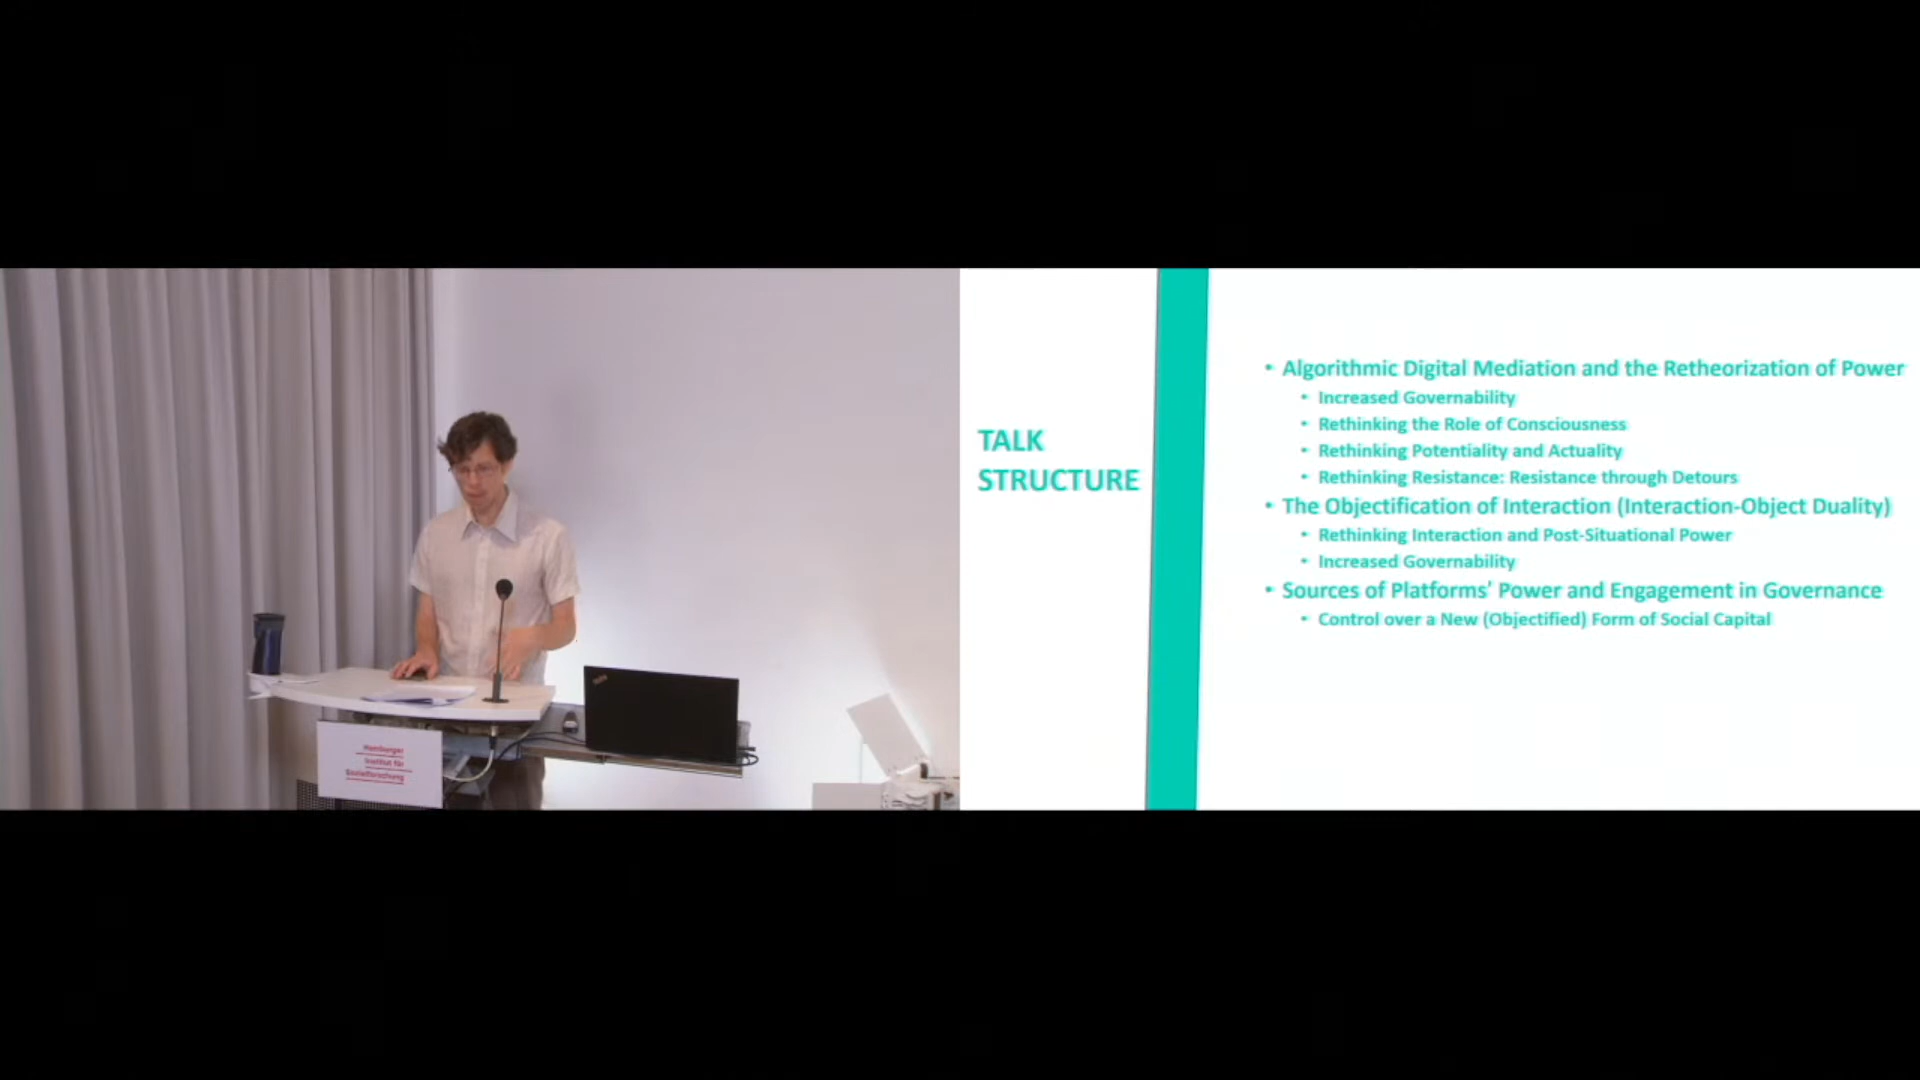 Hamburger
Institut für
Sozialforschung
TALK
STRUCTURE
• Algorithmic Digital Mediation and the Retheorization of Power
• Increased Governability
• Rethinking the Role of Consciousness
• Rethinking Potentiality and Actuality
• Rethinking Resistance: Resistance through Detours
• The Objectification of Interaction (Interaction-Object Duality)
• Rethinking Interaction and Post-Situational Power
• Increased Governability
• Sources of Platforms’ Power and Engagement in Governance
• Control over a New (Objectified) Form of Social Capital